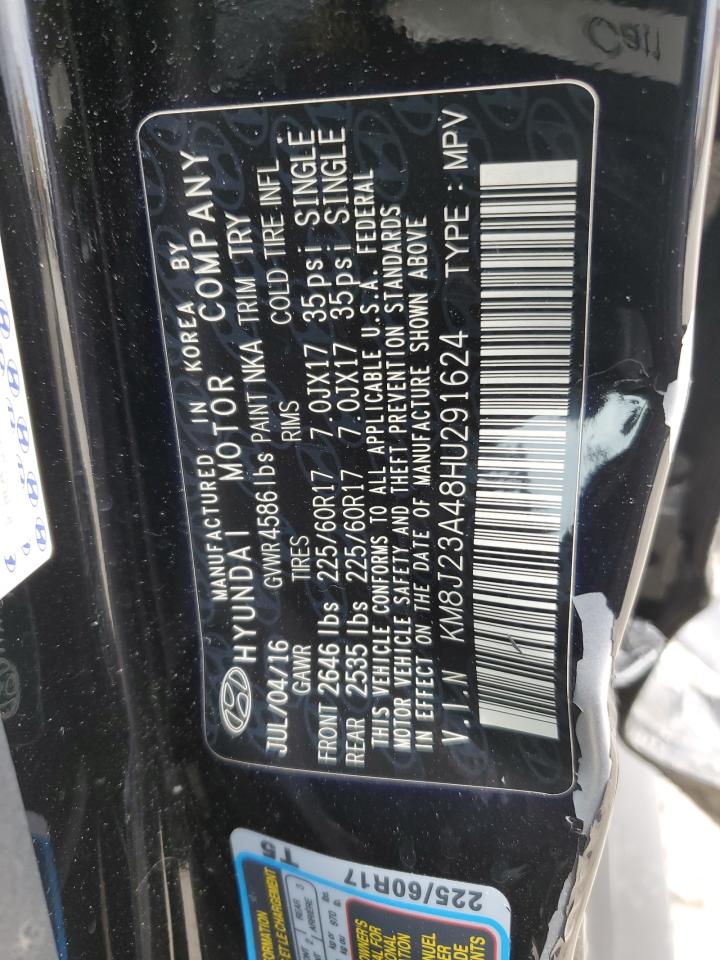 MANUFACTURED IN KOREA BY
HYUNDAI MOTOR COMPANY
JUL/04/16 GVWR 4586 lbs PAINT NKA TRIM TRY
GAWR TIRES RIMS COLD TIRE INFL
FRONT 2646 lbs 225/60R17 7.0JX17 35psi SINGLE
REAR 2535 lbs 225/60R17 7.0JX17 35psi SINGLE
THIS VEHICLE CONFORMS TO ALL APPLICABLE U.S.A. FEDERAL
MOTOR VEHICLE SAFETY AND THEFT PREVENTION STANDARDS
IN EFFECT ON THE DATE OF MANUFACTURE SHOWN ABOVE
V.I.N KM8J23A48HU291624 TYPE : MPV
225/60R17